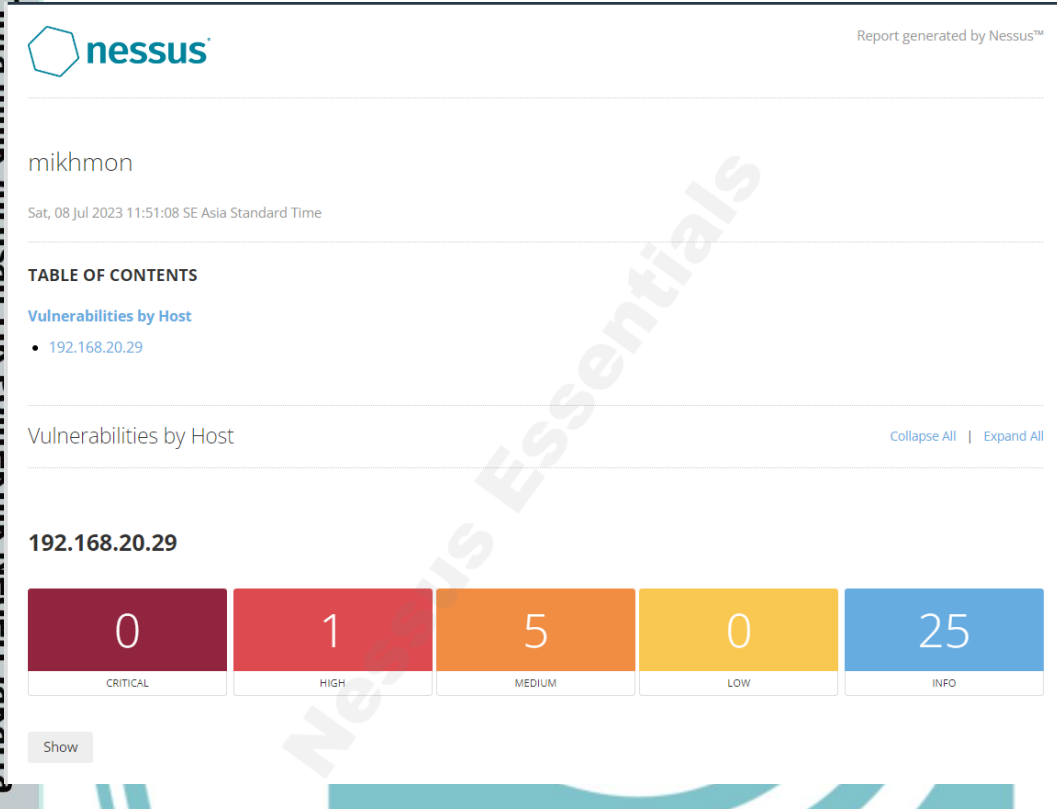 nessus
Report generated by Nessus™
mikhmon
Sat, 08 Jul 2023 11:51:08 SE Asia Standard Time
TABLE OF CONTENTS
Vulnerabilities by Host
• 192.168.20.29
Vulnerabilities by Host
Collapse All | Expand All
192.168.20.29
0 1 5 0 25
CRITICAL HIGH MEDIUM LOW INFO
Show
Nessus Essentials